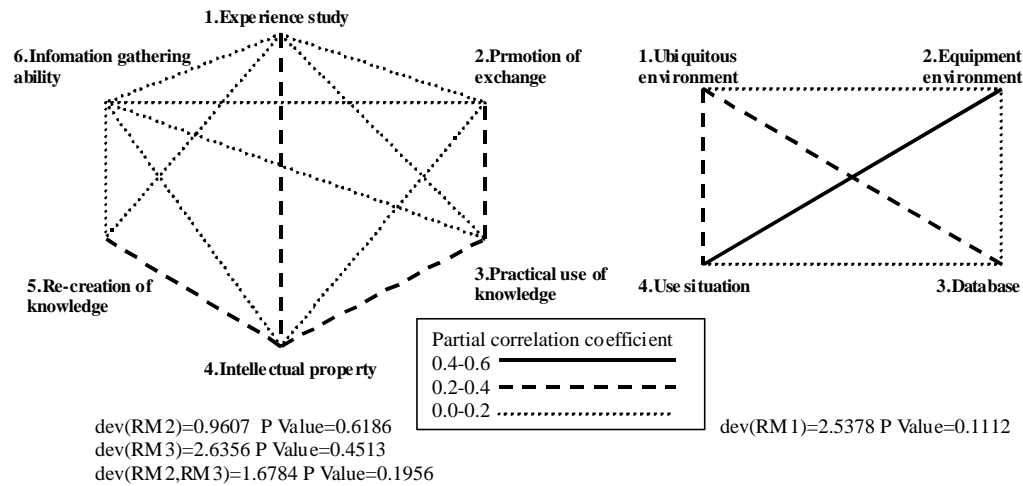 1.Experience study
6.Infomation gathering
ability
2.Prmotion of
exchange
5.Re-creation of
knowledge
3.Practical use of
knowledge
4.Intellectual property
1.Ubiquitous
environment
2.Equipment
environment
4.Use situation
3.Database
Partial correlation coefficient
0.4-0.6
0.2-0.4
0.0-0.2
dev(RM2)=0.9607 P Value=0.6186
dev(RM3)=2.6356 P Value=0.4513
dev(RM2,RM3)=1.6784 P Value=0.1956
dev(RM1)=2.5378 P Value=0.1112